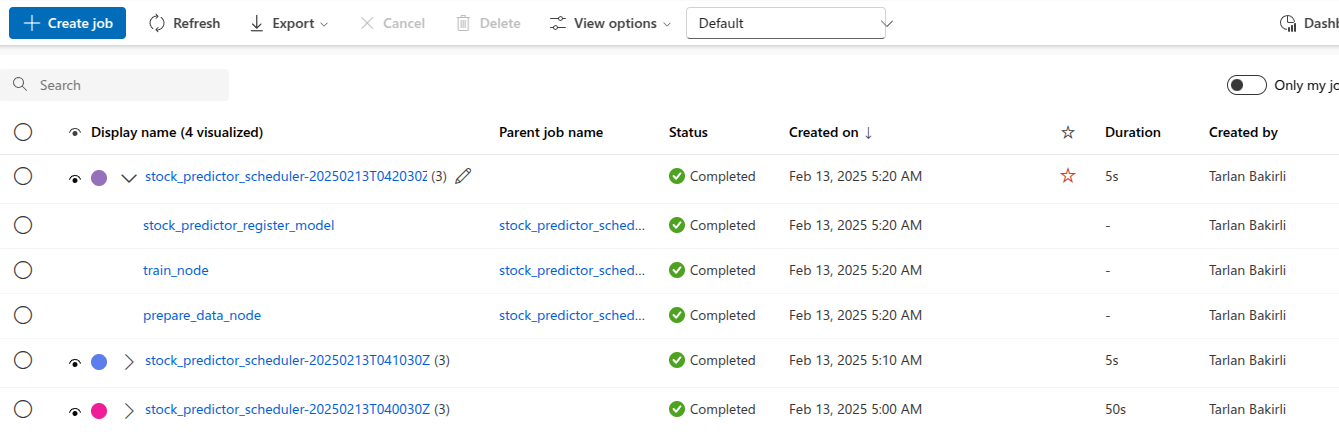 Create job Refresh Export Cancel Delete View options Default Dashb
Search Only my jo
Display name (4 visualized) Parent job name Status Created on ↓ Duration Created by
stock_predictor_scheduler-20250213T042030Z (3) Completed Feb 13, 2025 5:20 AM 5s Tarlan Bakirli
stock_predictor_register_model stock_predictor_sched... Completed Feb 13, 2025 5:20 AM - Tarlan Bakirli
train_node stock_predictor_sched... Completed Feb 13, 2025 5:20 AM - Tarlan Bakirli
prepare_data_node stock_predictor_sched... Completed Feb 13, 2025 5:20 AM - Tarlan Bakirli
stock_predictor_scheduler-20250213T041030Z (3) Completed Feb 13, 2025 5:10 AM 5s Tarlan Bakirli
stock_predictor_scheduler-20250213T040030Z (3) Completed Feb 13, 2025 5:00 AM 50s Tarlan Bakirli